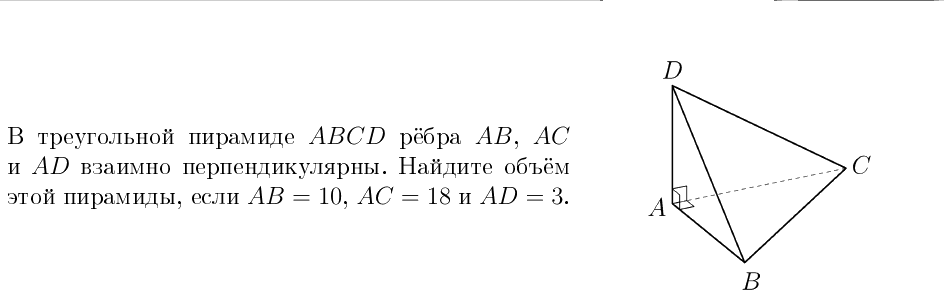 D
В треугольной пирамиде ABCD рёбра AB, AC
и AD взаимно перпендикулярны. Найдите объём
этой пирамиды, если AB = 10, AC = 18 и AD = 3.
C
A
B